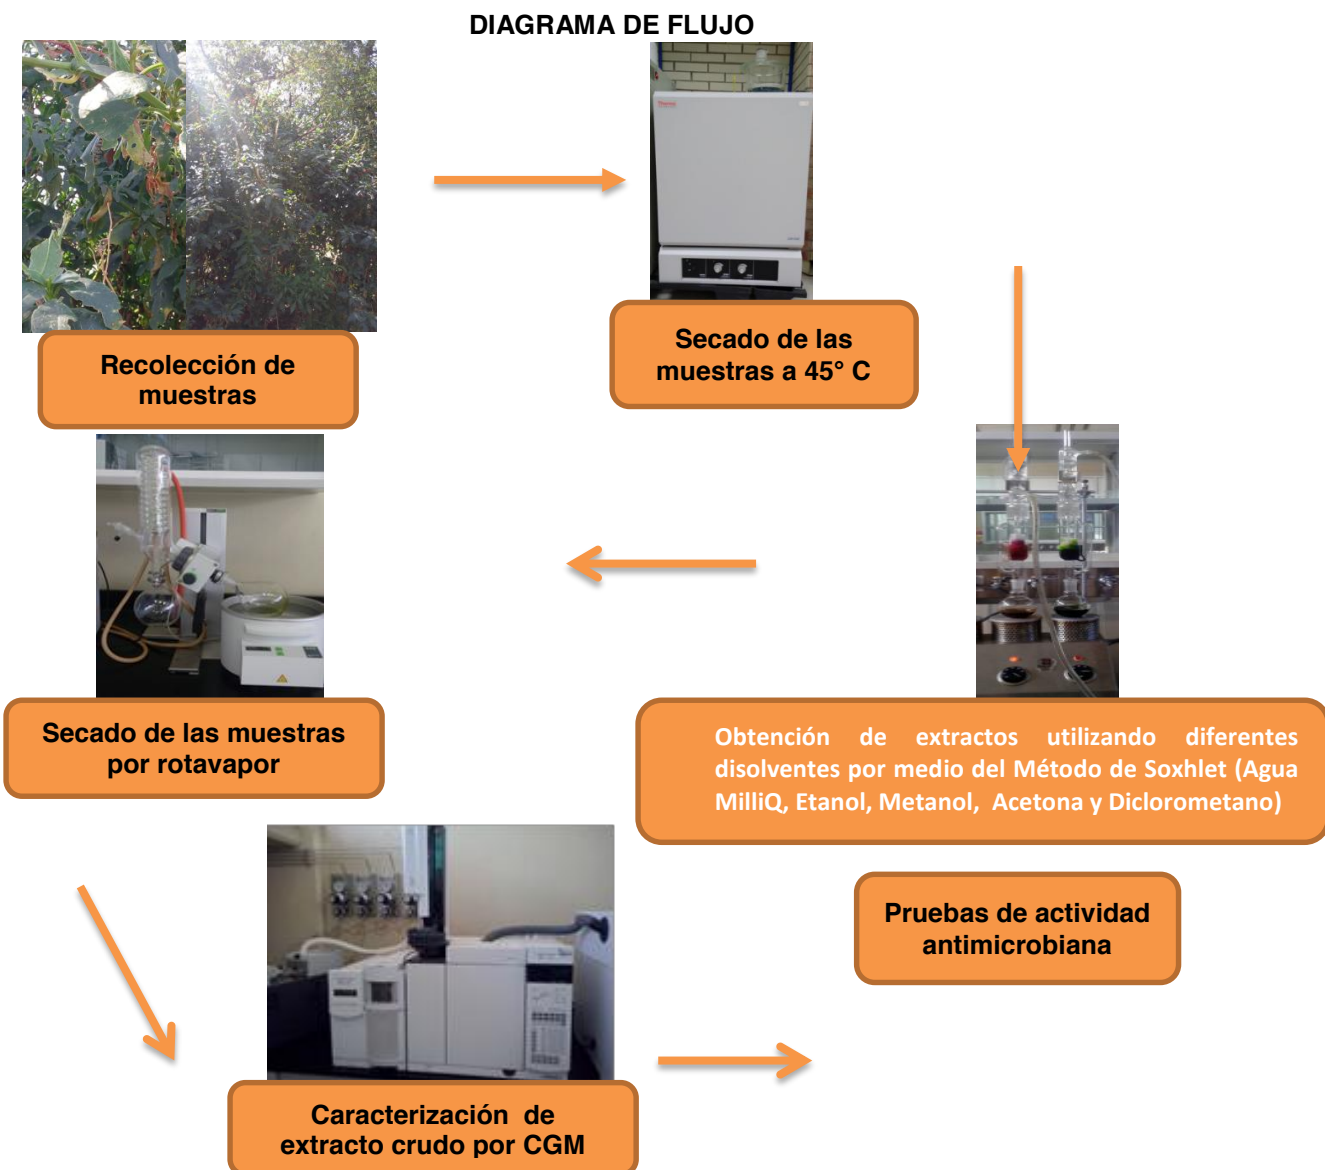 DIAGRAMA DE FLUJO
Recolección de
muestras
Secado de las
muestras a 45° C
Obtención de extractos utilizando diferentes
disolventes por medio del Método de Soxhlet (Agua
MilliQ, Etanol, Metanol, Acetona y Diclorometano)
Secado de las muestras
por rotavapor
Caracterización de
extracto crudo por CGM
Pruebas de actividad
antimicrobiana